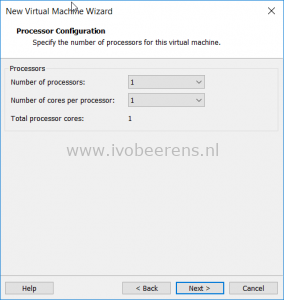 New Virtual Machine Wizard
Processor Configuration
Specify the number of processors for this virtual machine.
Processors
Number of processors: 1
Number of cores per processor: 1
Total processor cores: 1
www.ivobeerens.nl
Help < Back Next > Cancel